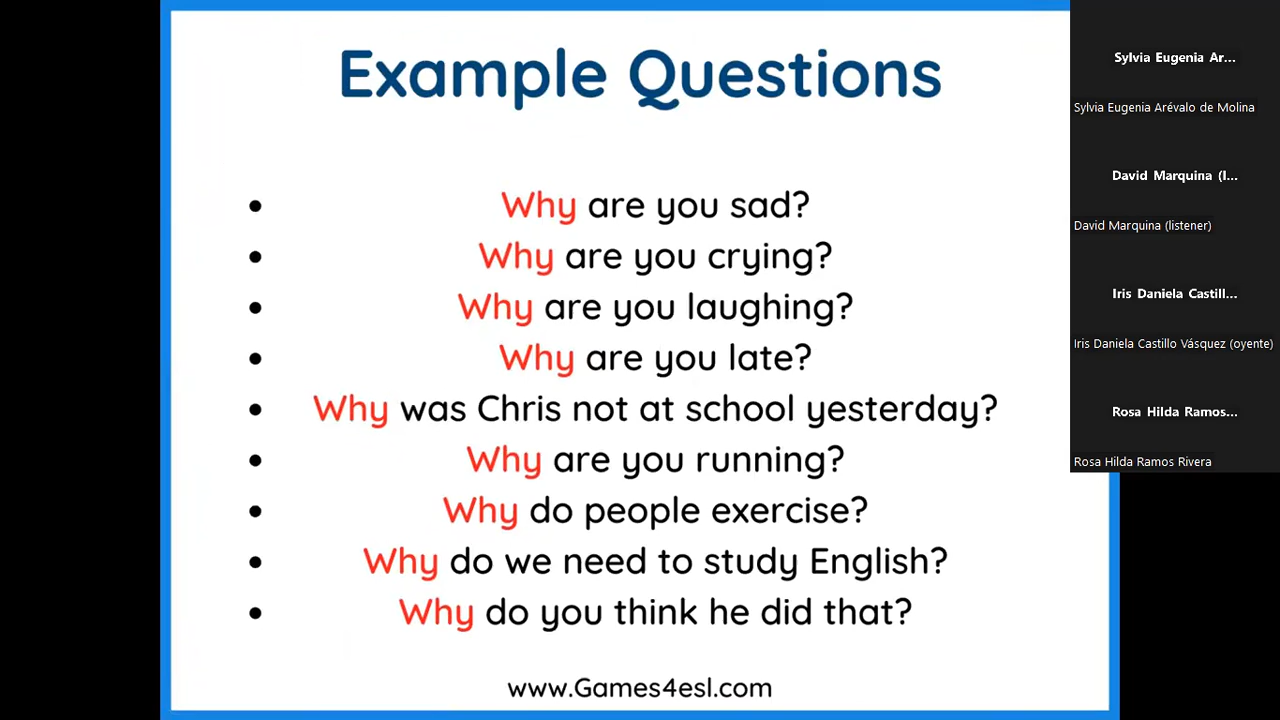 Example Questions
• Why are you sad?
• Why are you crying?
• Why are you laughing?
• Why are you late?
• Why was Chris not at school yesterday?
• Why are you running?
• Why do people exercise?
• Why do we need to study English?
• Why do you think he did that?
www.Games4esl.com
Sylvia Eugenia Ar...
Sylvia Eugenia Arévalo de Molina
David Marquina (l...
David Marquina (listener)
Iris Daniela Castill...
Iris Daniela Castillo Vásquez (oyente)
Rosa Hilda Ramos...
Rosa Hilda Ramos Rivera